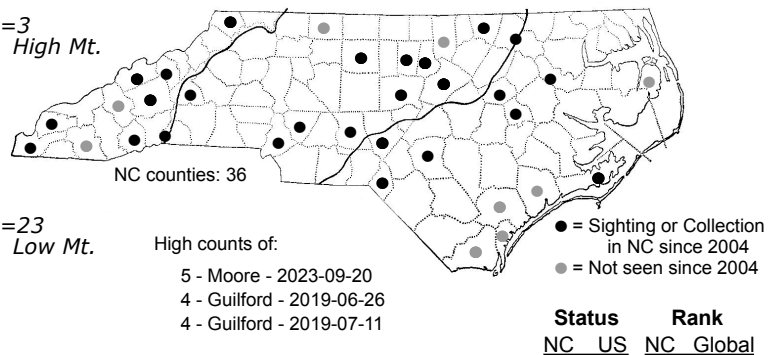 =3
High Mt.
NC counties: 36
=23
Low Mt.
High counts of:
5 - Moore - 2023-09-20
4 - Guilford - 2019-06-26
4 - Guilford - 2019-07-11
= Sighting or Collection
in NC since 2004
= Not seen since 2004
Status Rank
NC US NC Global